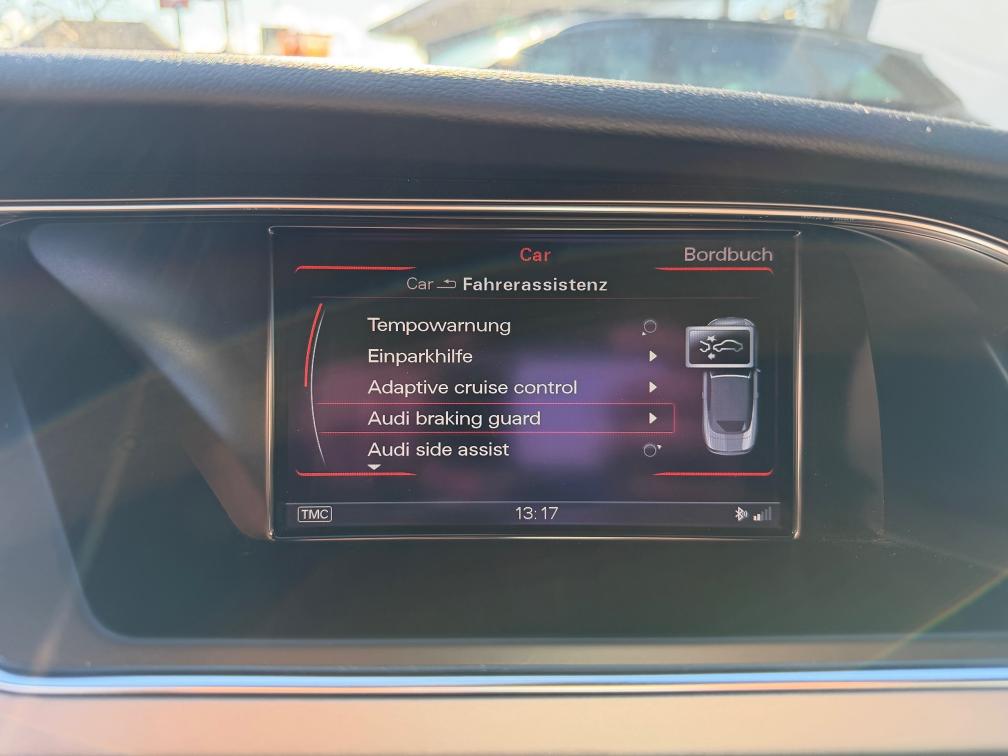 Car
Bordbuch
Car Fahrerassistenz
Tempowarnung
Einparkhilfe
Adaptive cruise control
Audi braking guard
Audi side assist
TMC
13:17